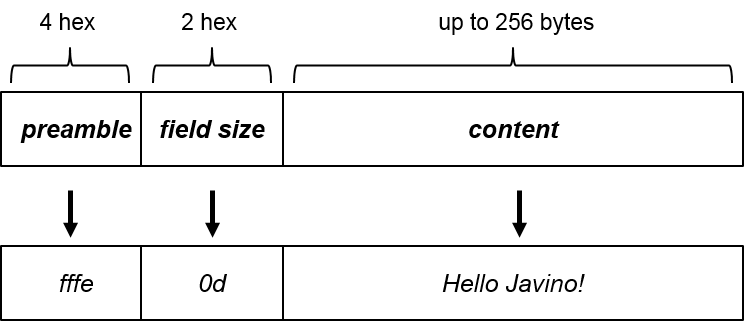 4 hex 2 hex up to 256 bytes
preamble field size content
fffe 0d Hello Javino!